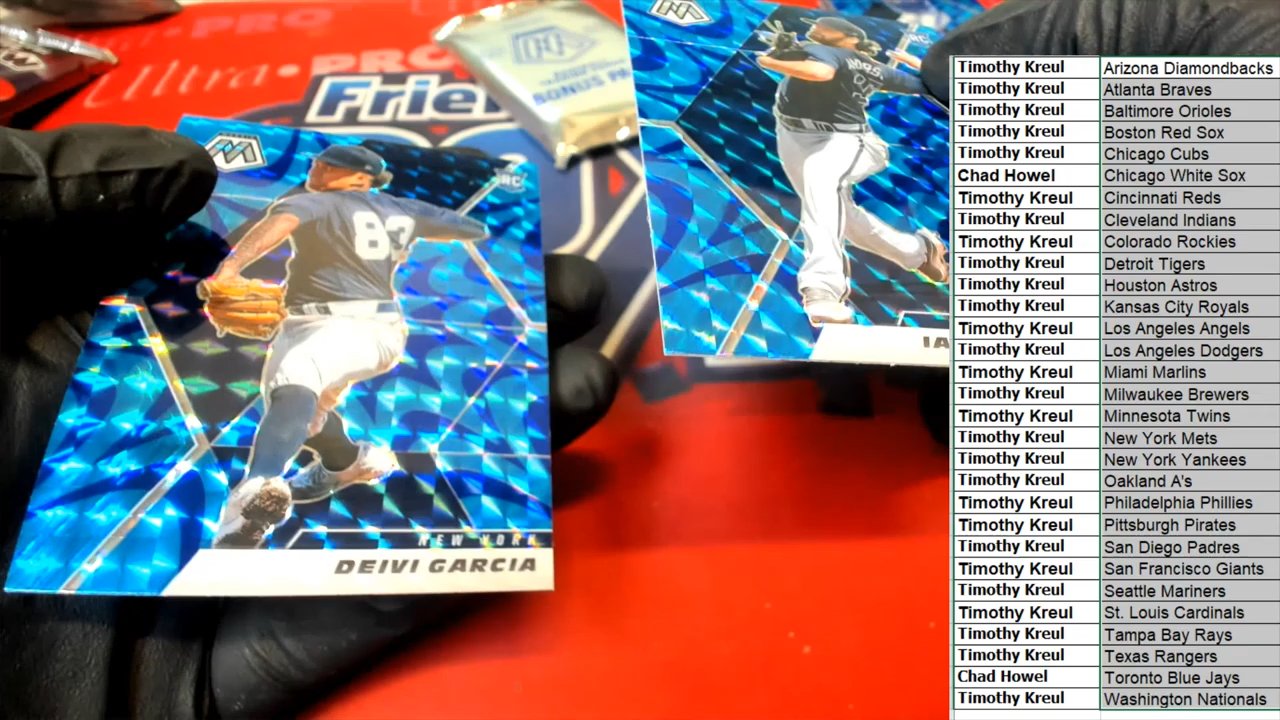 Ultra PRO
PRO
Frien
BONUS PA
RC
83
NEW YORK
DEIVI GARCIA
RC
IA
Timothy Kreul Arizona Diamondbacks
Timothy Kreul Atlanta Braves
Timothy Kreul Baltimore Orioles
Timothy Kreul Boston Red Sox
Timothy Kreul Chicago Cubs
Chad Howel Chicago White Sox
Timothy Kreul Cincinnati Reds
Timothy Kreul Cleveland Indians
Timothy Kreul Colorado Rockies
Timothy Kreul Detroit Tigers
Timothy Kreul Houston Astros
Timothy Kreul Kansas City Royals
Timothy Kreul Los Angeles Angels
Timothy Kreul Los Angeles Dodgers
Timothy Kreul Miami Marlins
Timothy Kreul Milwaukee Brewers
Timothy Kreul Minnesota Twins
Timothy Kreul New York Mets
Timothy Kreul New York Yankees
Timothy Kreul Oakland A's
Timothy Kreul Philadelphia Phillies
Timothy Kreul Pittsburgh Pirates
Timothy Kreul San Diego Padres
Timothy Kreul San Francisco Giants
Timothy Kreul Seattle Mariners
Timothy Kreul St. Louis Cardinals
Timothy Kreul Tampa Bay Rays
Timothy Kreul Texas Rangers
Chad Howel Toronto Blue Jays
Timothy Kreul Washington Nationals